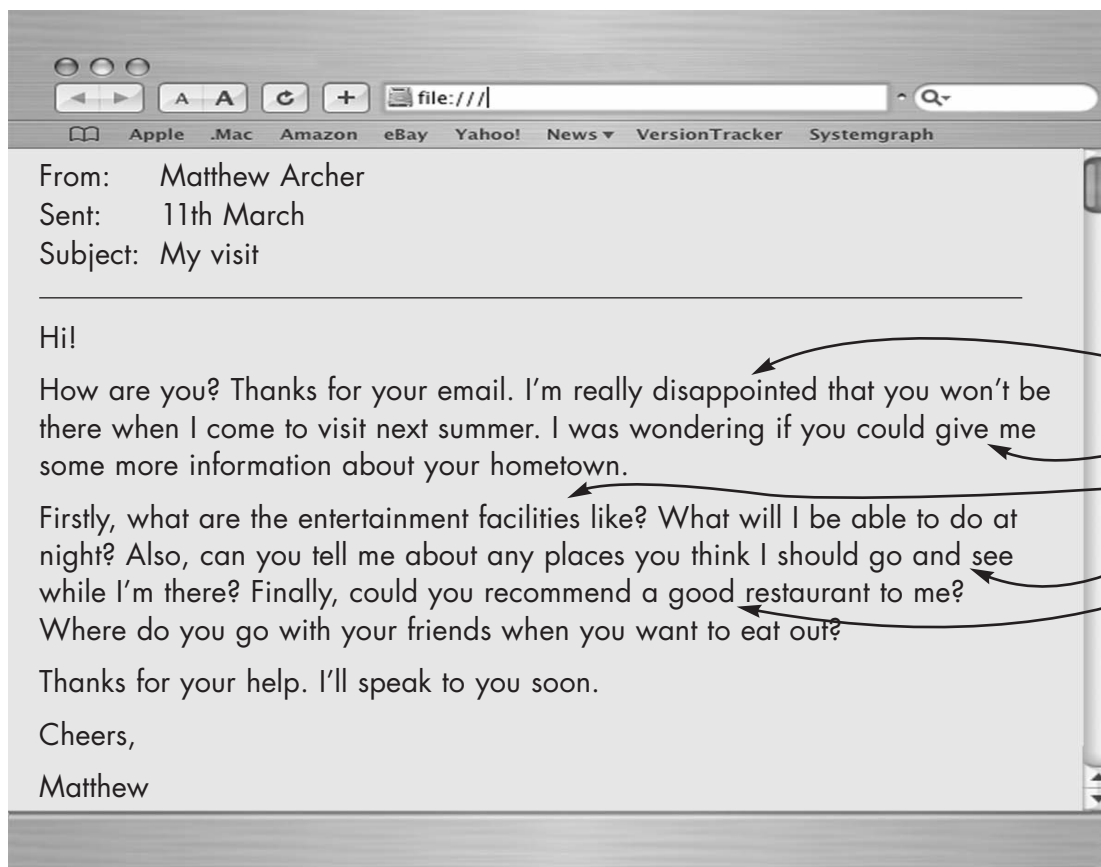 A A + file:/// Q
Apple .Mac Amazon eBay Yahoo! News VersionTracker Systemgraph
From: Matthew Archer
Sent: 11th March
Subject: My visit
Hi!
How are you? Thanks for your email. I'm really disappointed that you won't be
there when I come to visit next summer. I was wondering if you could give me
some more information about your hometown.
Firstly, what are the entertainment facilities like? What will I be able to do at
night? Also, can you tell me about any places you think I should go and see
while I'm there? Finally, could you recommend a good restaurant to me?
Where do you go with your friends when you want to eat out?
Thanks for your help. I'll speak to you soon.
Cheers,
Matthew